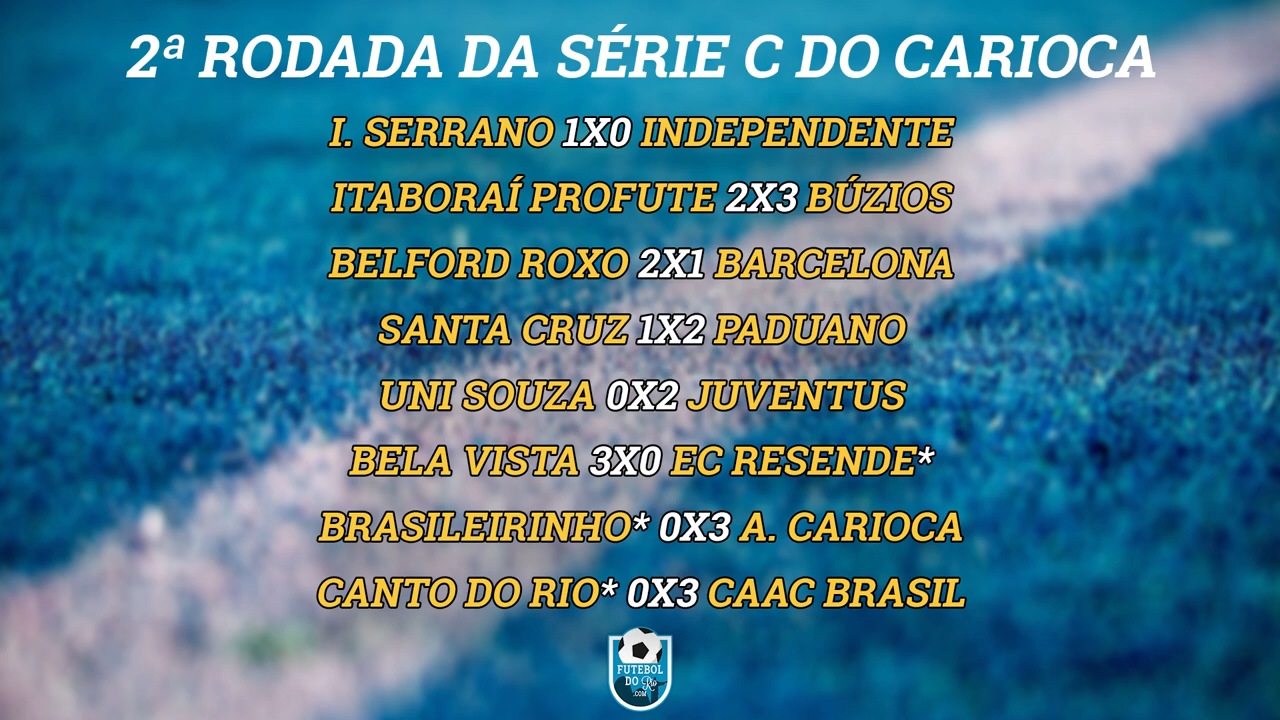 2ª RODADA DA SÉRIE C DO CARIOCA
I. SERRANO 1X0 INDEPENDENTE
ITABORAÍ PROFUTE 2X3 BÚZIOS
BELFORD ROXO 2X1 BARCELONA
SANTA CRUZ 1X2 PADUANO
UNI SOUZA 0X2 JUVENTUS
BELA VISTA 3X0 EC RESENDE*
BRASILEIRINHO* 0X3 A. CARIOCA
CANTO DO RIO* 0X3 CAAC BRASIL
FUTEBOL
DO Rio
.COM